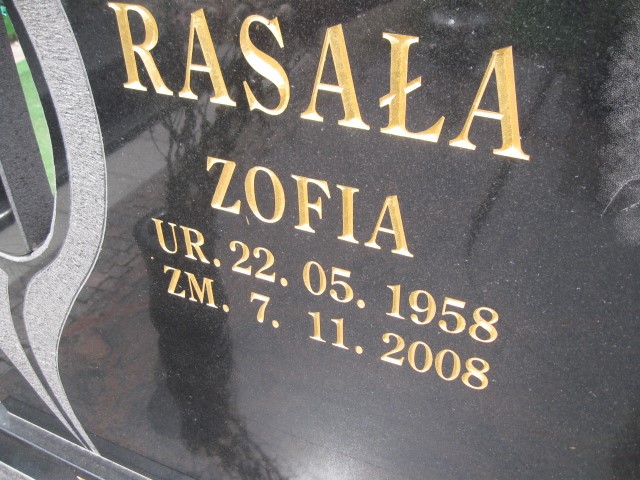 RASAŁA
ZOFIA
UR. 22. 05. 1958
ZM. 7. 11. 2008